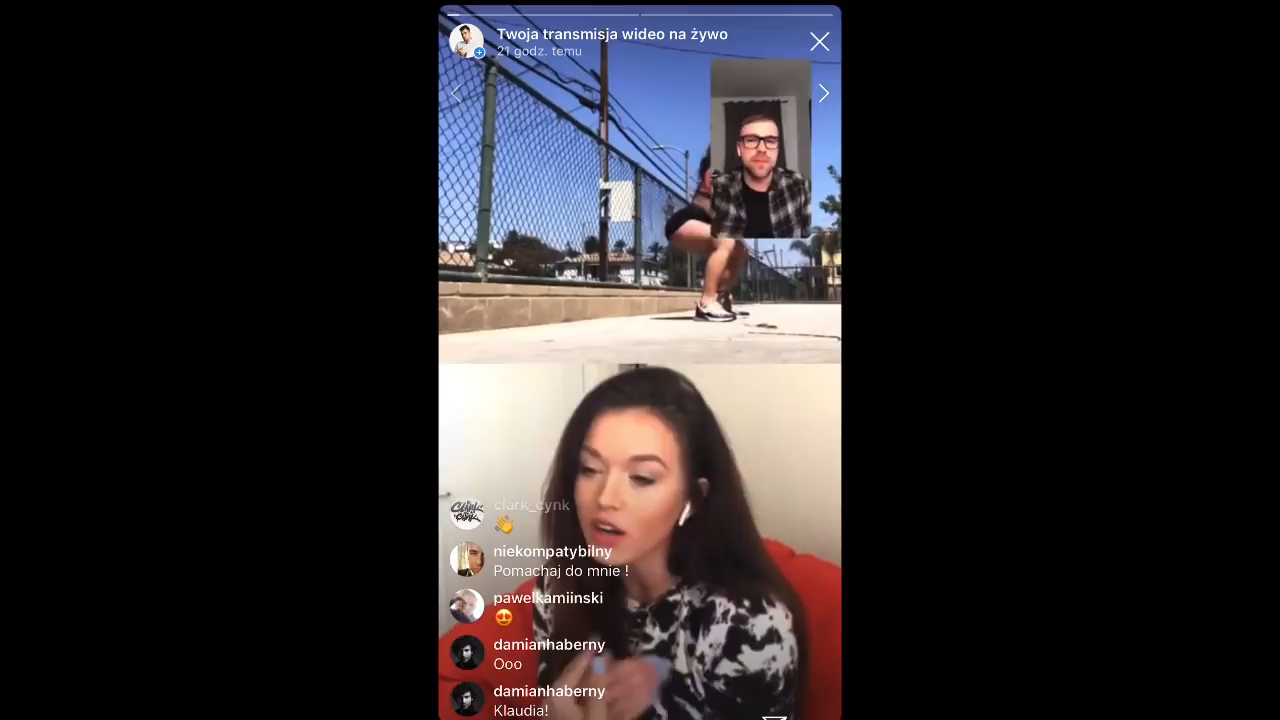 Twoja transmisja wideo na żywo
21 godz. temu
clark_cynk
👋
niekompatybilny
Pomachaj do mnie !
pawelkamiinski
😍
damianhaberny
Ooo
damianhaberny
Klaudia!